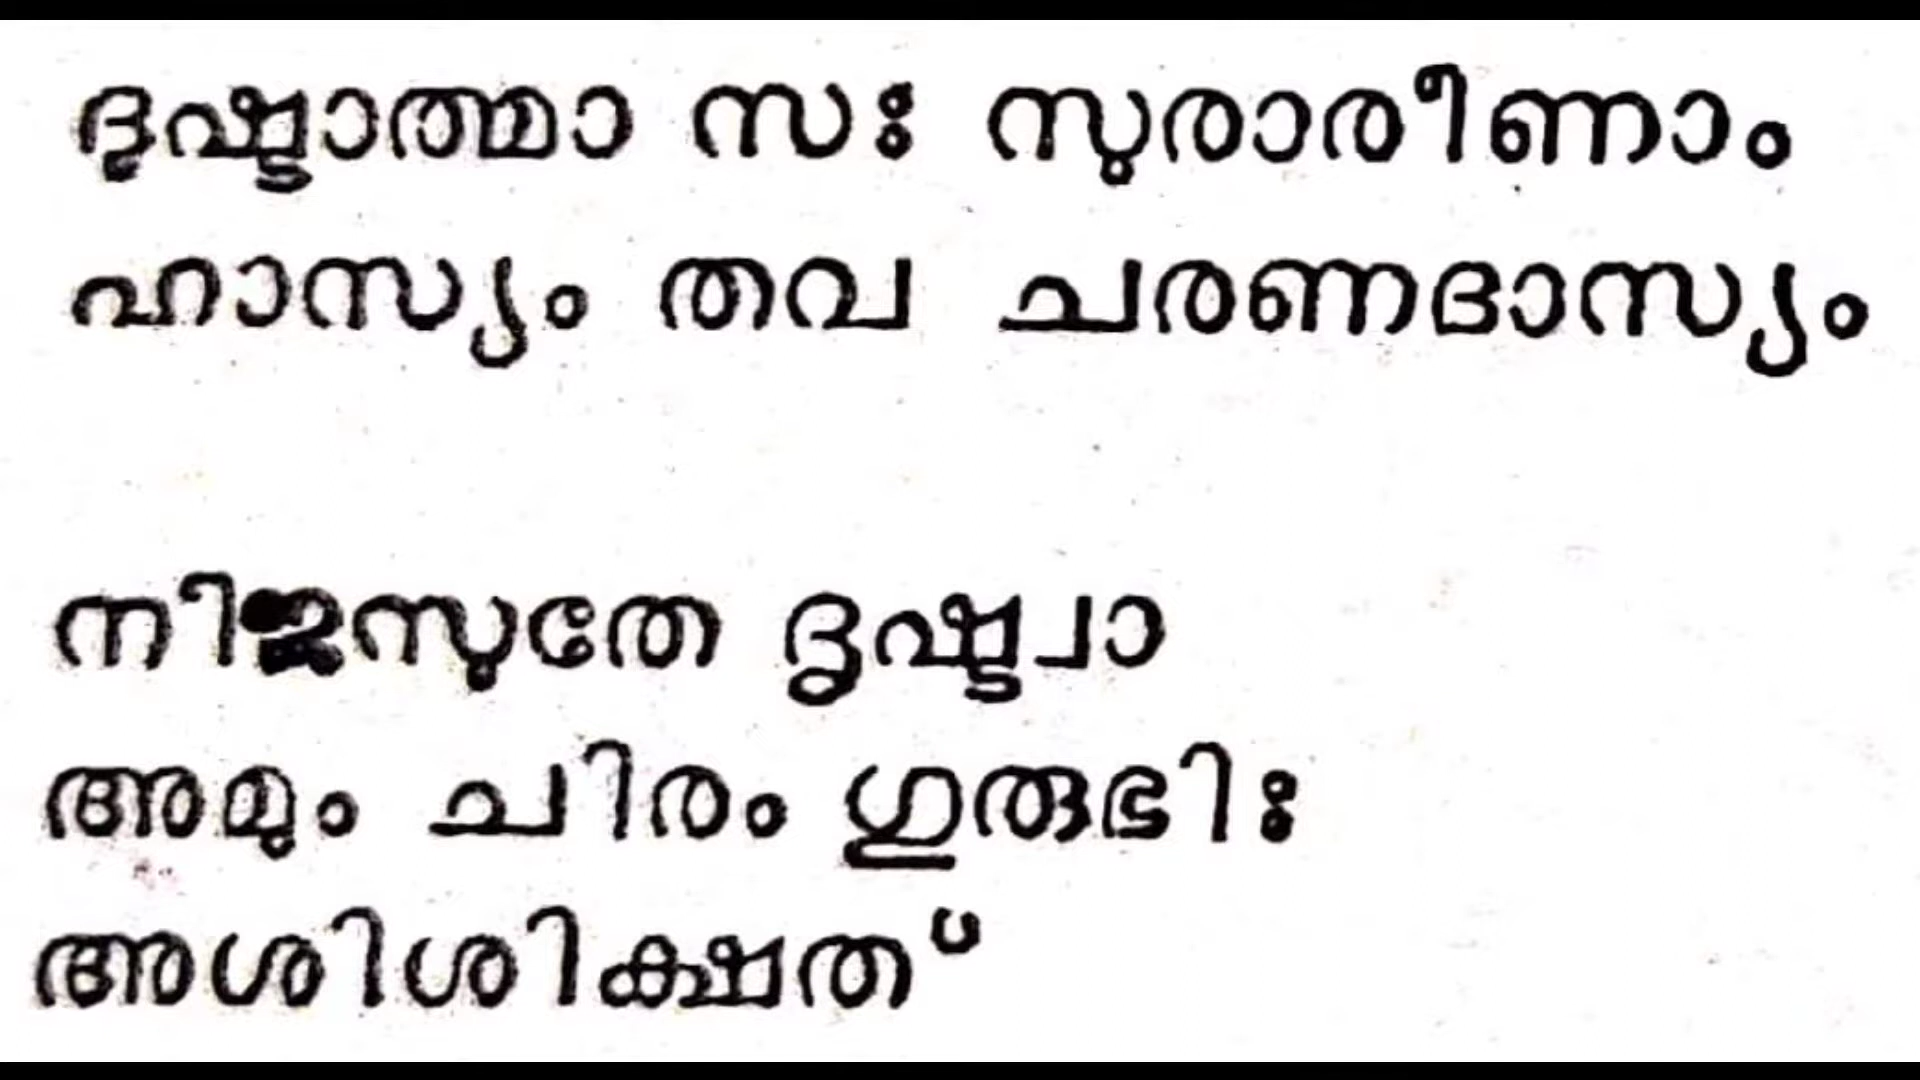 ദൃഷ്ടാത്മാ സഃ സുരാരീണാം
ഹാസ്യം തവ ചരണദാസ്യം
നിജസുതേ ദൃഷ്ട്വാ
അമും ചിരം ഗുരുഭിഃ
അശിശിക്ഷത്